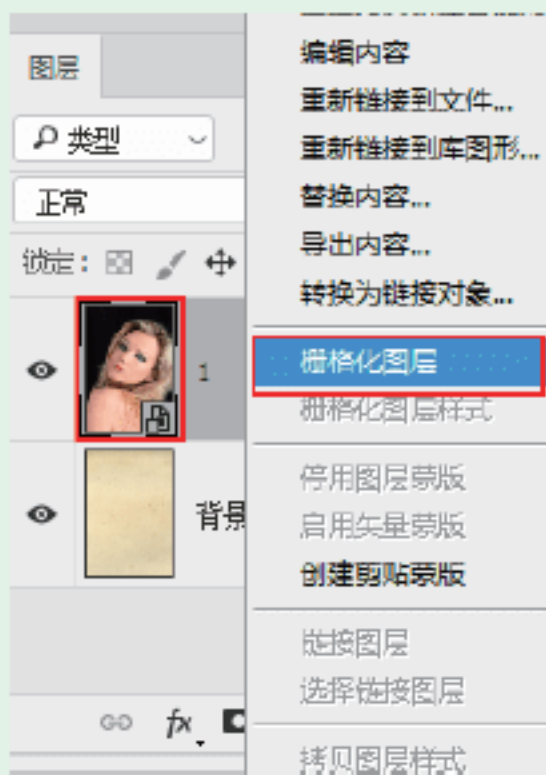 图层
类型
正常
锁定：
1
背景
fx
编辑内容
重新链接到文件...
重新链接到库图形...
替换内容...
导出内容...
转换为链接对象...
栅格化图层
栅格化图层样式
停用图层蒙版
启用矢量蒙版
创建剪贴蒙版
链接图层
选择链接图层
拷贝图层样式